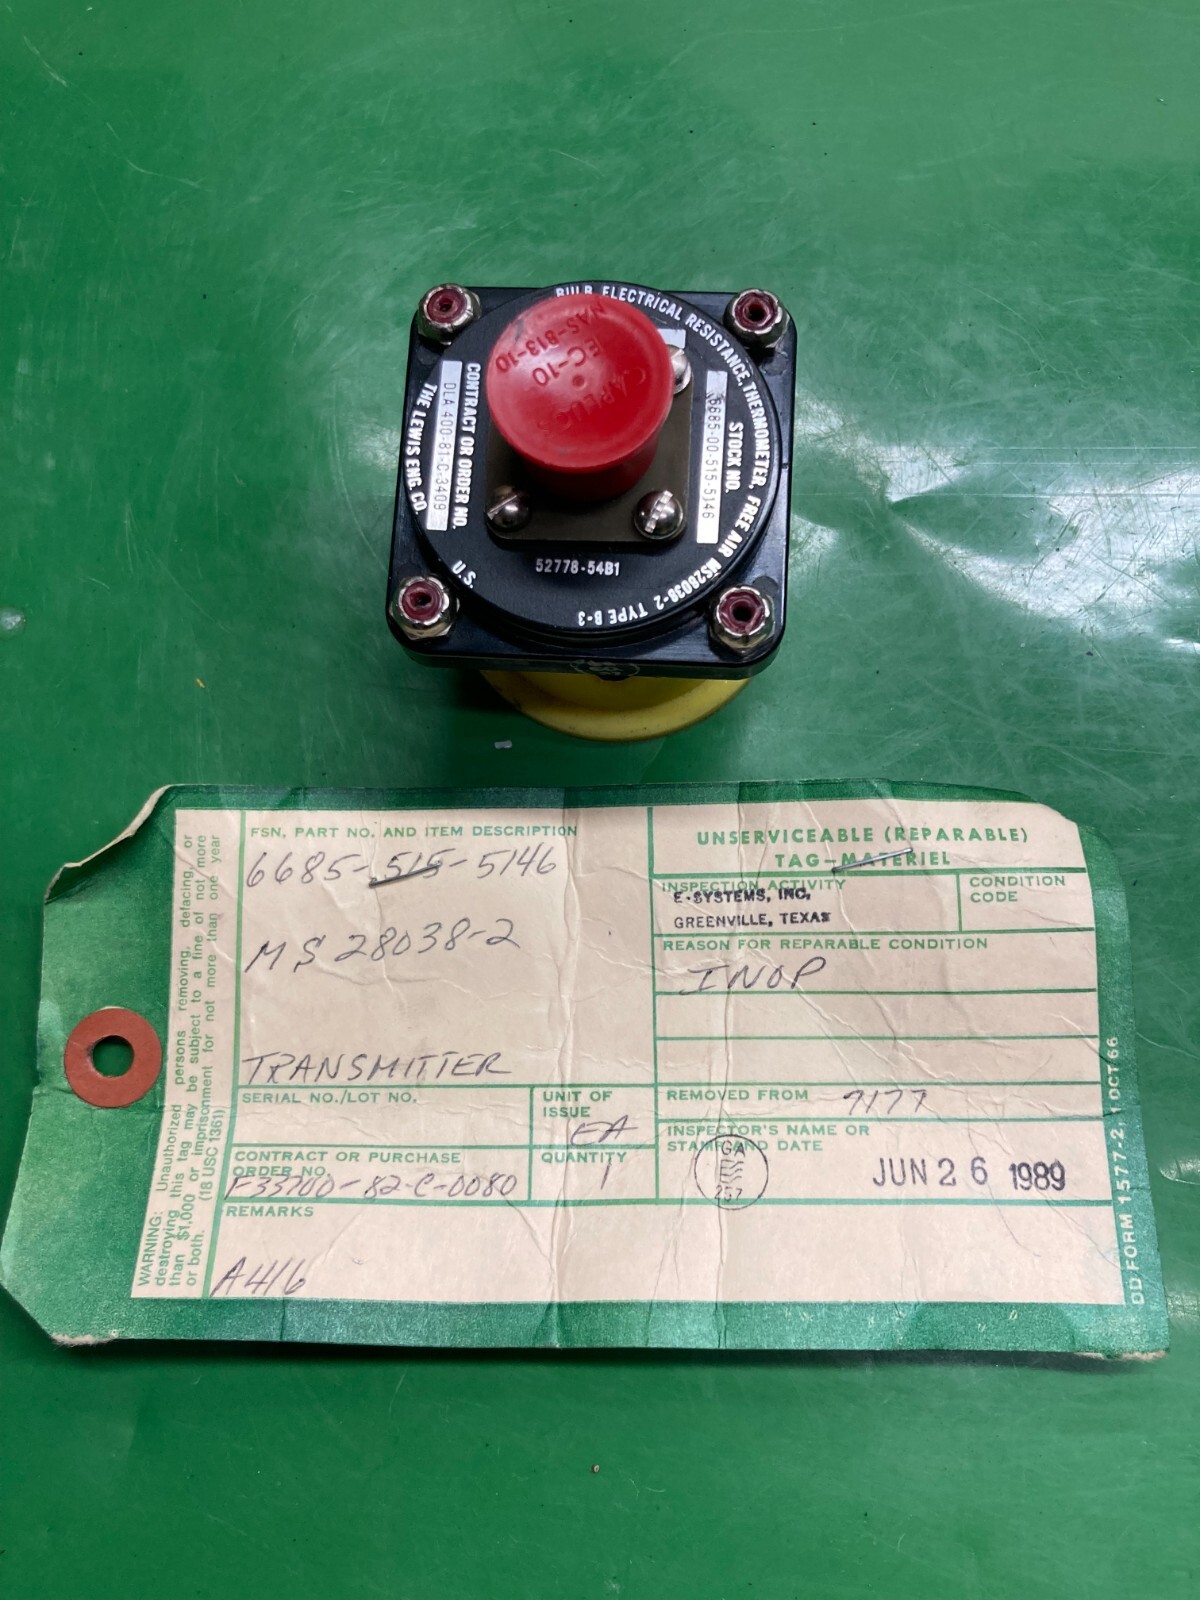 BULB, ELECTRICAL RESISTANCE, THERMOMETER, FREE AIR MS28038-2 TYPE B-3
STOCK NO.
6685-00-515-5146
CONTRACT OR ORDER NO.
DLA 400-81-C-3409
THE LEWIS ENG. CO.
U.S.
52778-54B1
NAS-813-10
EC-10
CAPLUGS
FSN, PART NO. AND ITEM DESCRIPTION
6685-515-5146
MS 28038-2
TRANSMITTER
UNSERVICEABLE (REPARABLE)
TAG—MATERIEL
INSPECTION ACTIVITY
E-SYSTEMS, INC.
GREENVILLE, TEXAS
CONDITION
CODE
REASON FOR REPARABLE CONDITION
INOP
SERIAL NO./LOT NO.
UNIT OF
ISSUE
EA
REMOVED FROM 7177
CONTRACT OR PURCHASE
ORDER NO.
F33700-82-C-0080
QUANTITY
1
INSPECTOR'S NAME OR
STAMP AND DATE
GA
257
JUN 26 1989
REMARKS
A416
WARNING: Unauthorized persons removing, defacing, or
destroying this tag may be subject to a fine of not more
than $1,000 or imprisonment for not more than one year
or both. (18 USC 1361)
DD FORM 1577-2, 1 OCT 66